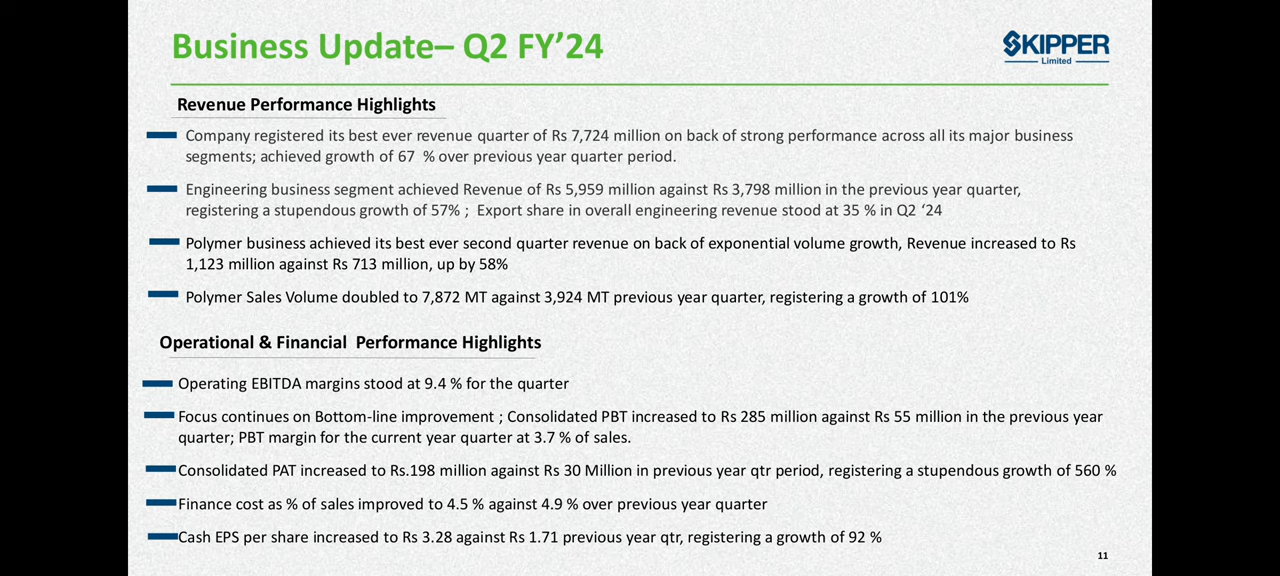 Business Update– Q2 FY’24
SKIPPER
Limited
Revenue Performance Highlights
Company registered its best ever revenue quarter of Rs 7,724 million on back of strong performance across all its major business
segments; achieved growth of 67 % over previous year quarter period.
Engineering business segment achieved Revenue of Rs 5,959 million against Rs 3,798 million in the previous year quarter,
registering a stupendous growth of 57% ; Export share in overall engineering revenue stood at 35 % in Q2 ‘24
Polymer business achieved its best ever second quarter revenue on back of exponential volume growth, Revenue increased to Rs
1,123 million against Rs 713 million, up by 58%
Polymer Sales Volume doubled to 7,872 MT against 3,924 MT previous year quarter, registering a growth of 101%
Operational & Financial Performance Highlights
Operating EBITDA margins stood at 9.4 % for the quarter
Focus continues on Bottom-line improvement ; Consolidated PBT increased to Rs 285 million against Rs 55 million in the previous year
quarter; PBT margin for the current year quarter at 3.7 % of sales.
Consolidated PAT increased to Rs.198 million against Rs 30 Million in previous year qtr period, registering a stupendous growth of 560 %
Finance cost as % of sales improved to 4.5 % against 4.9 % over previous year quarter
Cash EPS per share increased to Rs 3.28 against Rs 1.71 previous year qtr, registering a growth of 92 %
11